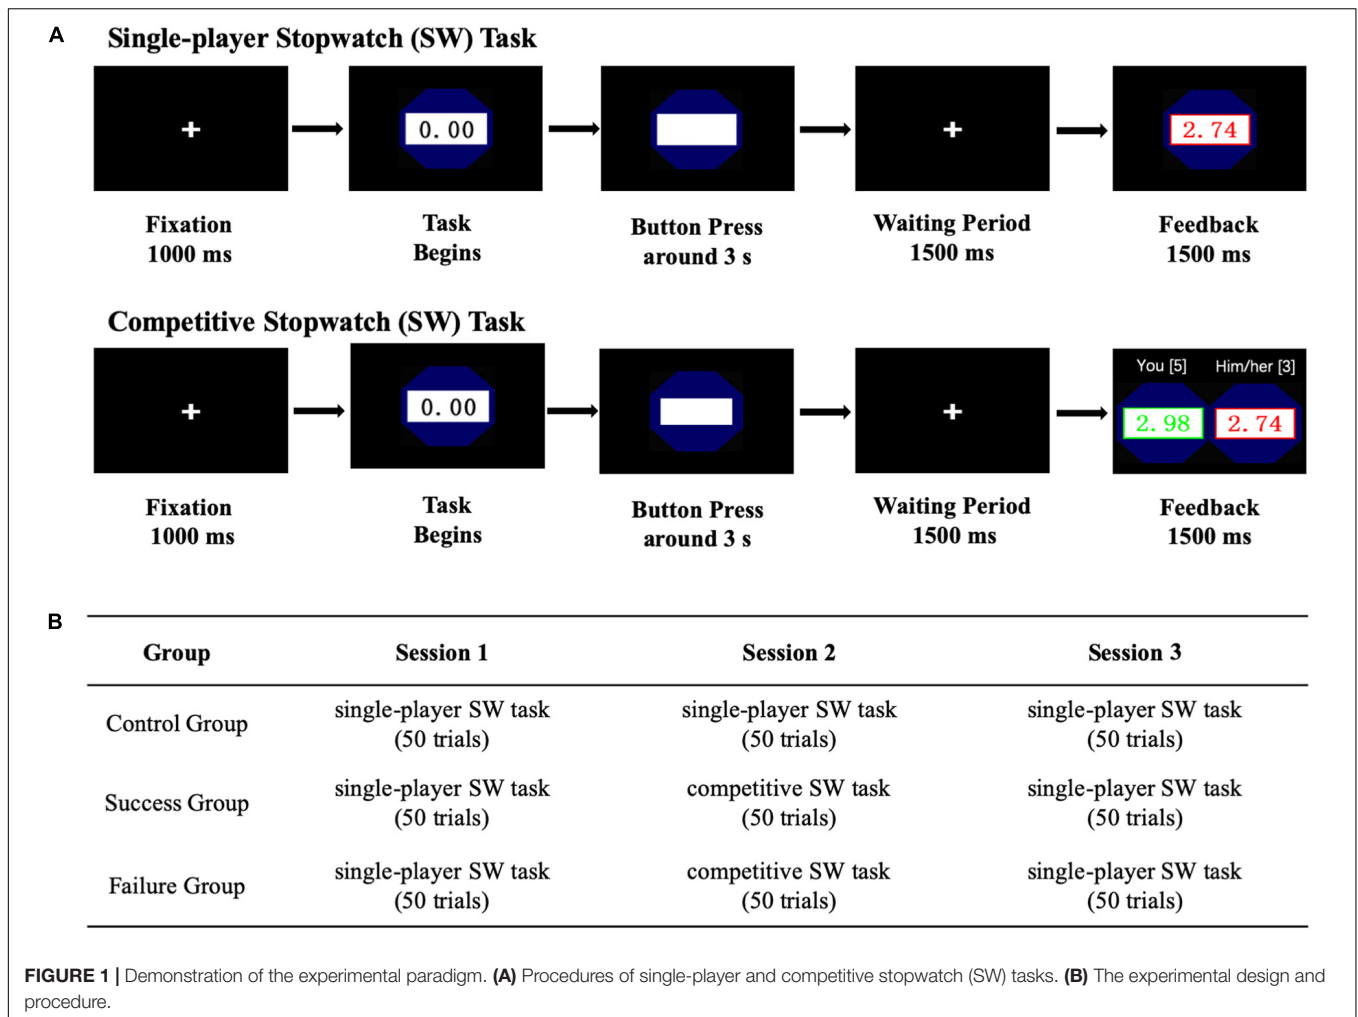 A
Single-player Stopwatch (SW) Task
+
0.00
+
2.74
Fixation
1000 ms
Task
Begins
Button Press
around 3 s
Waiting Period
1500 ms
Feedback
1500 ms
Competitive Stopwatch (SW) Task
+
0.00
+
You [5] Him/her [3]
2.98 2.74
Fixation
1000 ms
Task
Begins
Button Press
around 3 s
Waiting Period
1500 ms
Feedback
1500 ms
B
Group Session 1 Session 2 Session 3
Control Group
single-player SW task
(50 trials)
single-player SW task
(50 trials)
single-player SW task
(50 trials)
Success Group
single-player SW task
(50 trials)
competitive SW task
(50 trials)
single-player SW task
(50 trials)
Failure Group
single-player SW task
(50 trials)
competitive SW task
(50 trials)
single-player SW task
(50 trials)
FIGURE 1 | Demonstration of the experimental paradigm. (A) Procedures of single-player and competitive stopwatch (SW) tasks. (B) The experimental design and
procedure.